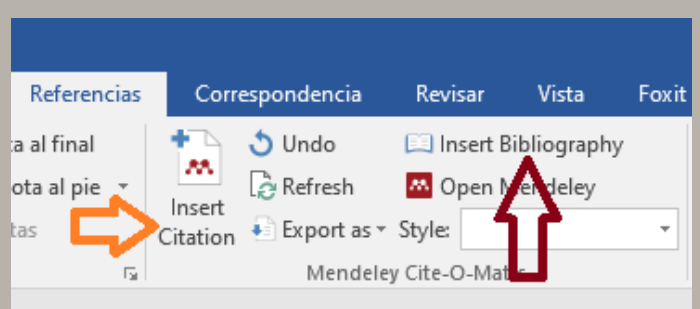 Referencias Correspondencia Revisar Vista Foxit
ta al final
ota al pie
tas
Insert
Citation
Undo
Refresh
Export as
Insert Bibliography
Open Mendeley
Style:
Mendeley Cite-O-Matic